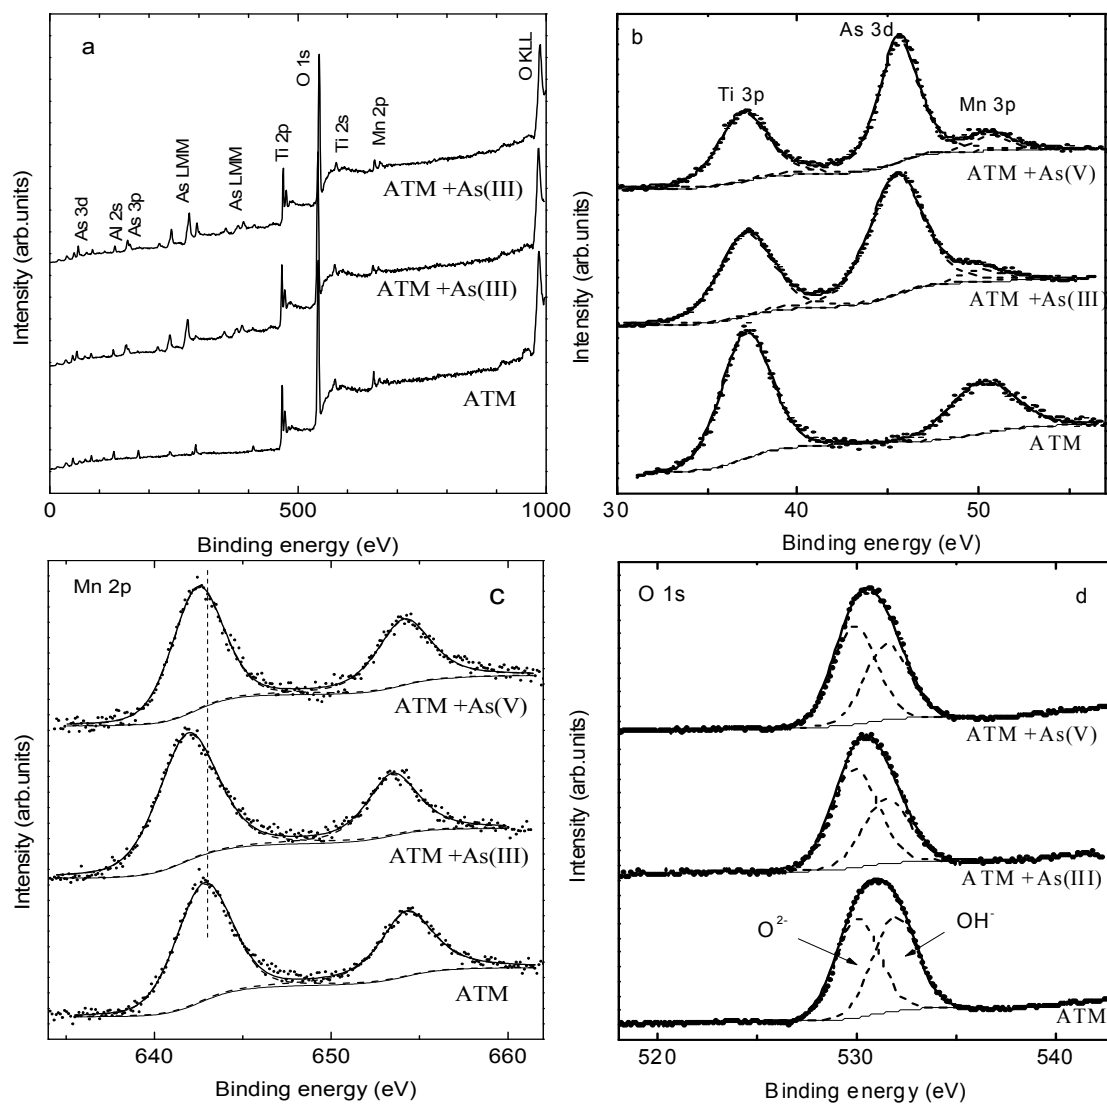 a
O 1s
O KLL
Ti 2p
Ti 2s
Mn 2p
As LMM
As LMM
As 3d
Al 2s
As 3p
ATM +As(III)
ATM +As(III)
ATM
Intensity (arb.units)
0 500 1000
Binding energy (eV)
b
As 3d
Ti 3p
Mn 3p
ATM +As(V)
ATM +As(III)
ATM
Intensity (arb.units)
30 40 50
Binding energy (eV)
Mn 2p
c
ATM +As(V)
ATM +As(III)
ATM
Intensity (arb.units)
640 650 660
Binding energy (eV)
O 1s
d
ATM +As(V)
ATM +As(III)
O²⁻
OH⁻
ATM
Intensity (arb.units)
520 530 540
Binding energy (eV)